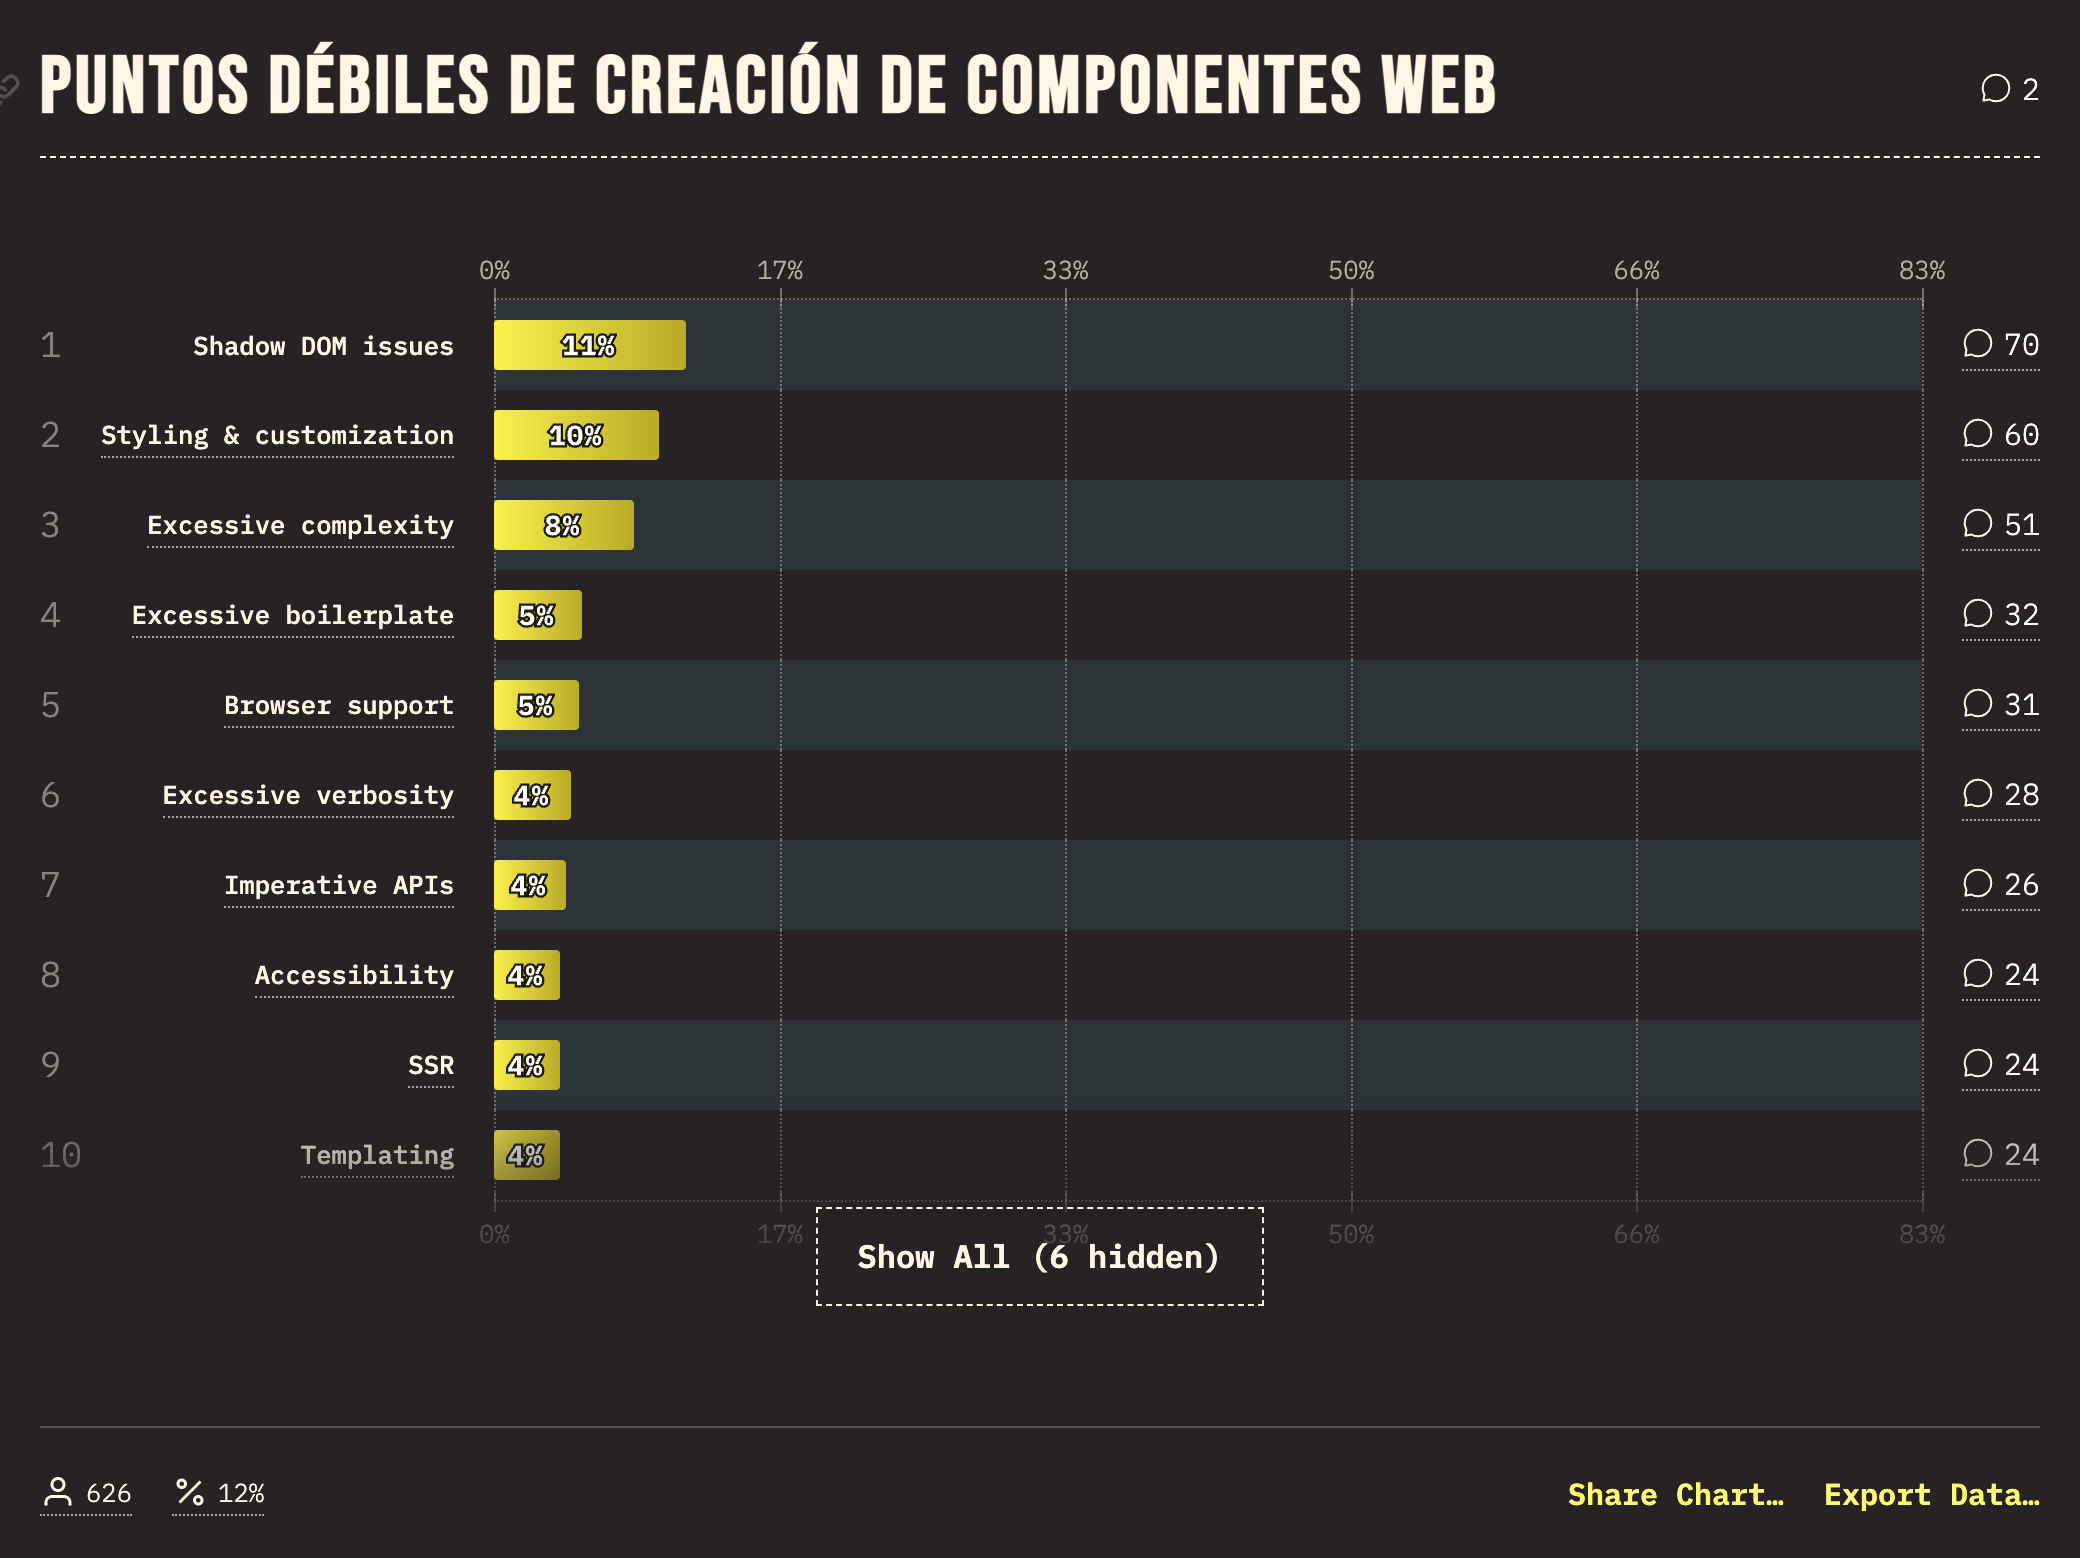 PUNTOS DÉBILES DE CREACIÓN DE COMPONENTES WEB
2
0% 17% 33% 50% 66% 83%
1 Shadow DOM issues 11% 70
2 Styling & customization 10% 60
3 Excessive complexity 8% 51
4 Excessive boilerplate 5% 32
5 Browser support 5% 31
6 Excessive verbosity 4% 28
7 Imperative APIs 4% 26
8 Accessibility 4% 24
9 SSR 4% 24
10 Templating 4% 24
0% 17% 33% 50% 66% 83%
Show All (6 hidden)
626 12% Share Chart… Export Data…